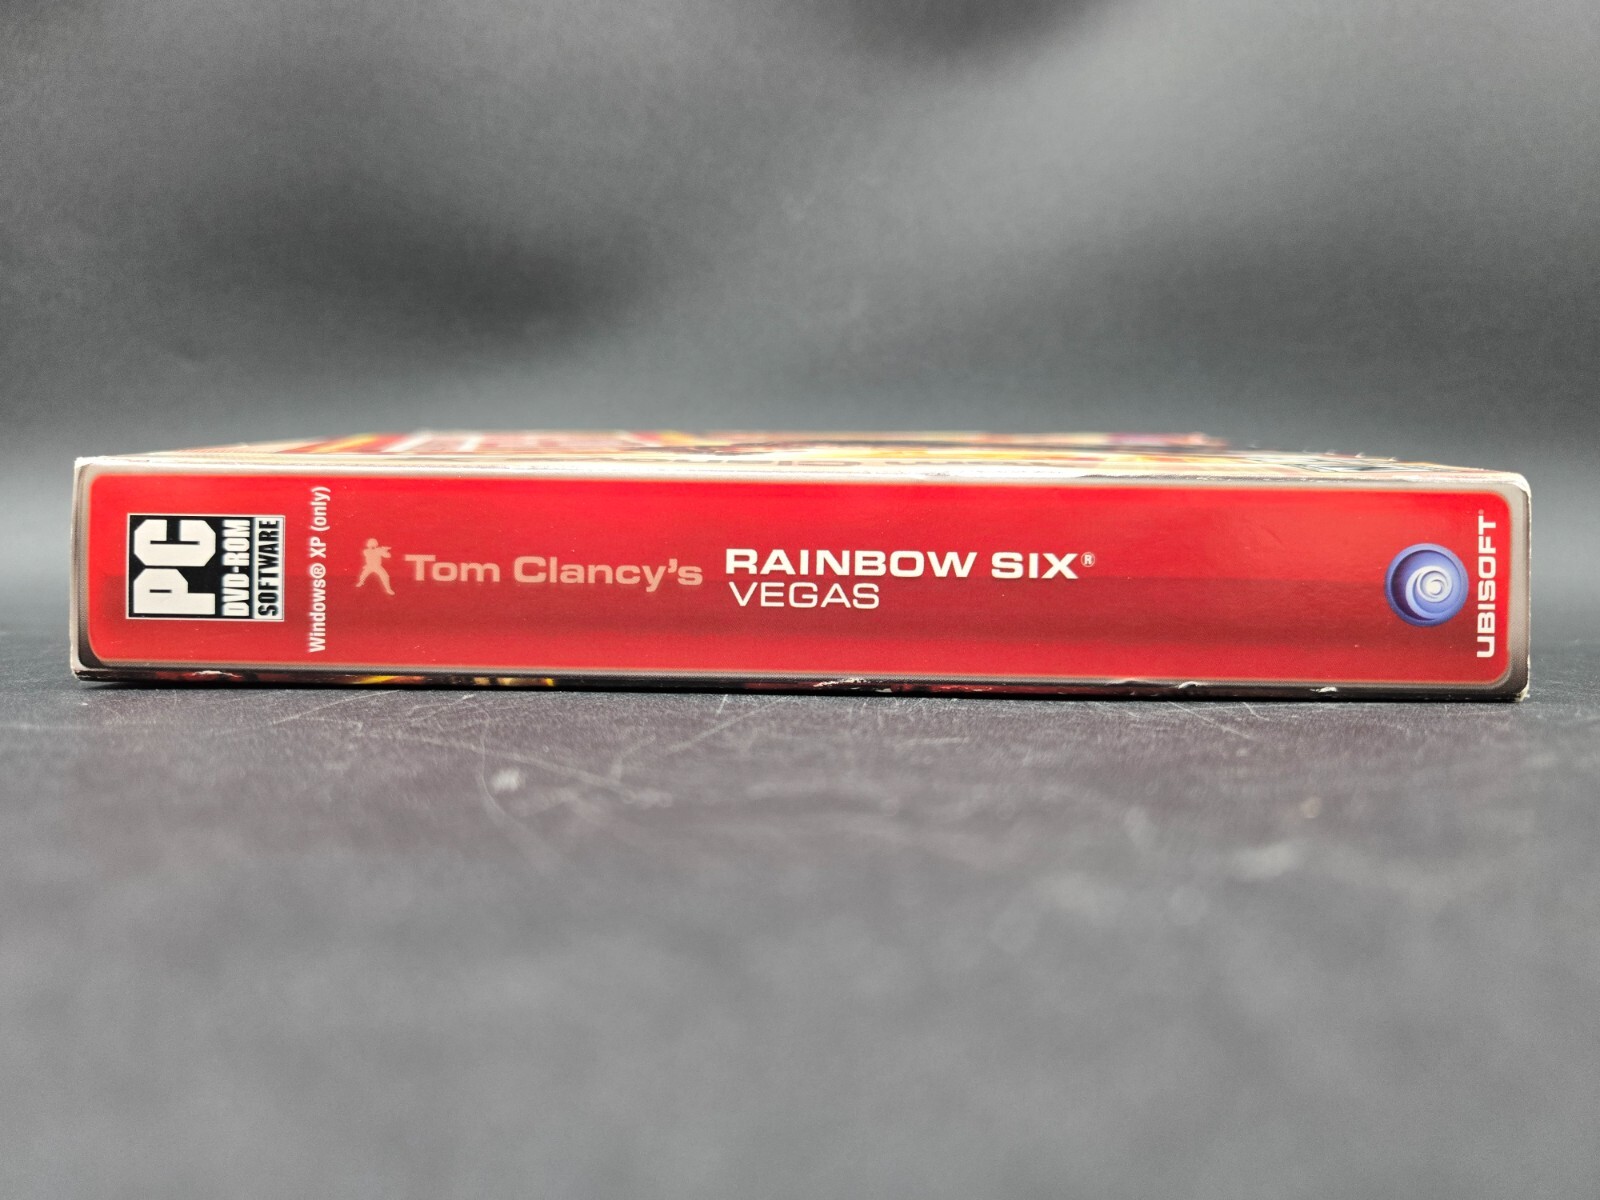 PC
DVD-ROM
SOFTWARE
Windows® XP (only)
Tom Clancy's RAINBOW SIX®
VEGAS
UBISOFT®